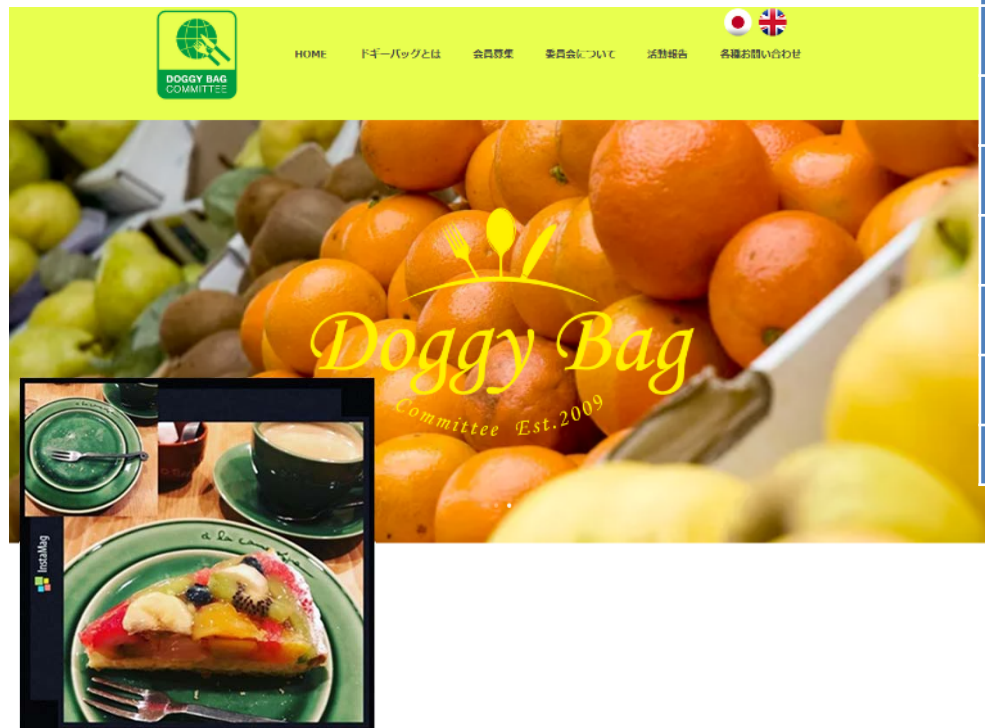 DOGGY BAG
COMMITTEE
HOME ドギーバッグとは 会員募集 委員会について 活動報告 各種お問い合わせ
Doggy Bag
Committee Est.2009
InstaMag